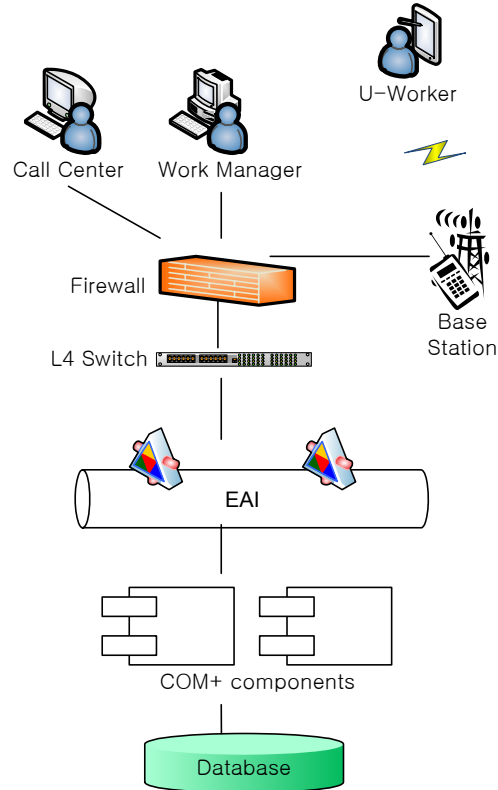 U-Worker
Call Center
Work Manager
Firewall
Base
Station
L4 Switch
EAI
COM+ components
Database